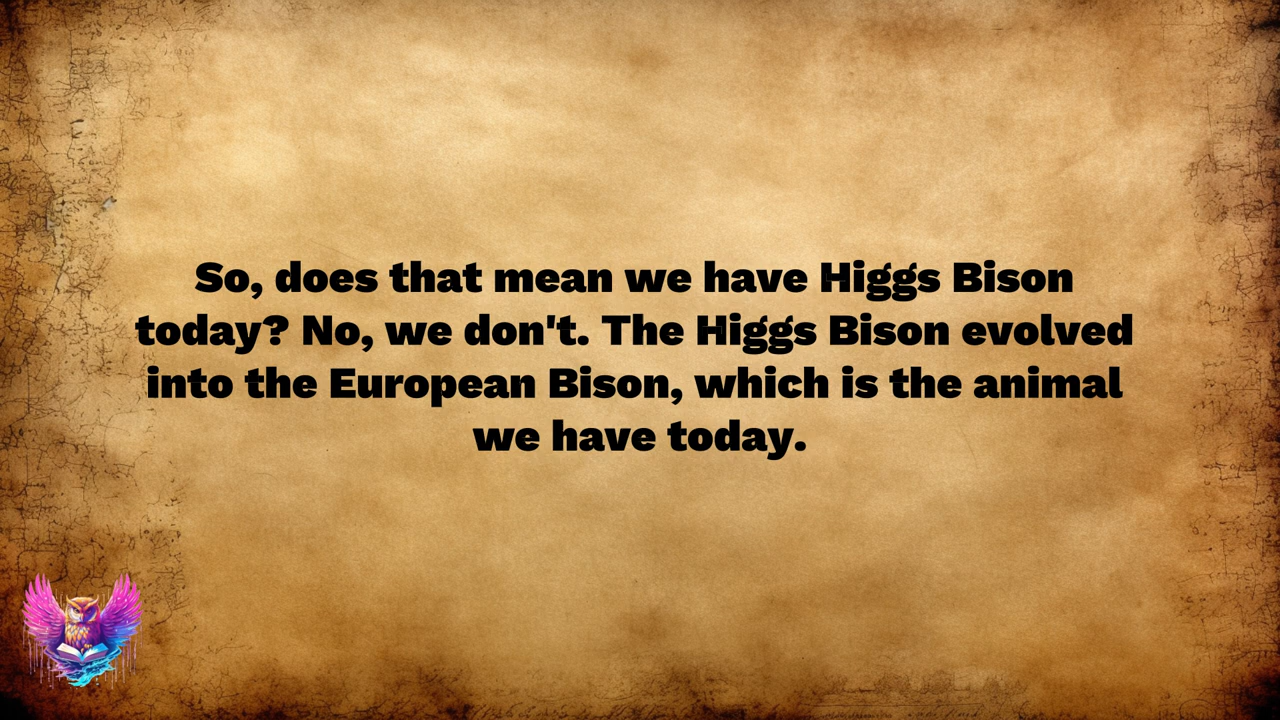 So, does that mean we have Higgs Bison
today? No, we don't. The Higgs Bison evolved
into the European Bison, which is the animal
we have today.